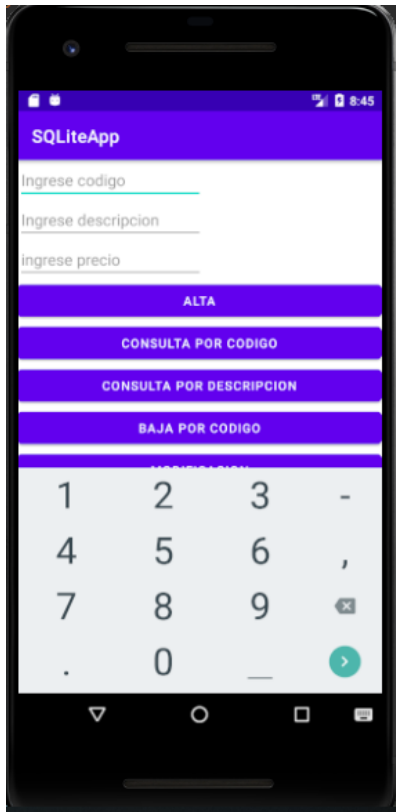 8:45
SQLiteApp
Ingrese codigo
Ingrese descripcion
ingrese precio
ALTA
CONSULTA POR CODIGO
CONSULTA POR DESCRIPCION
BAJA POR CODIGO
1 2 3 -
4 5 6 ,
7 8 9
. 0 _